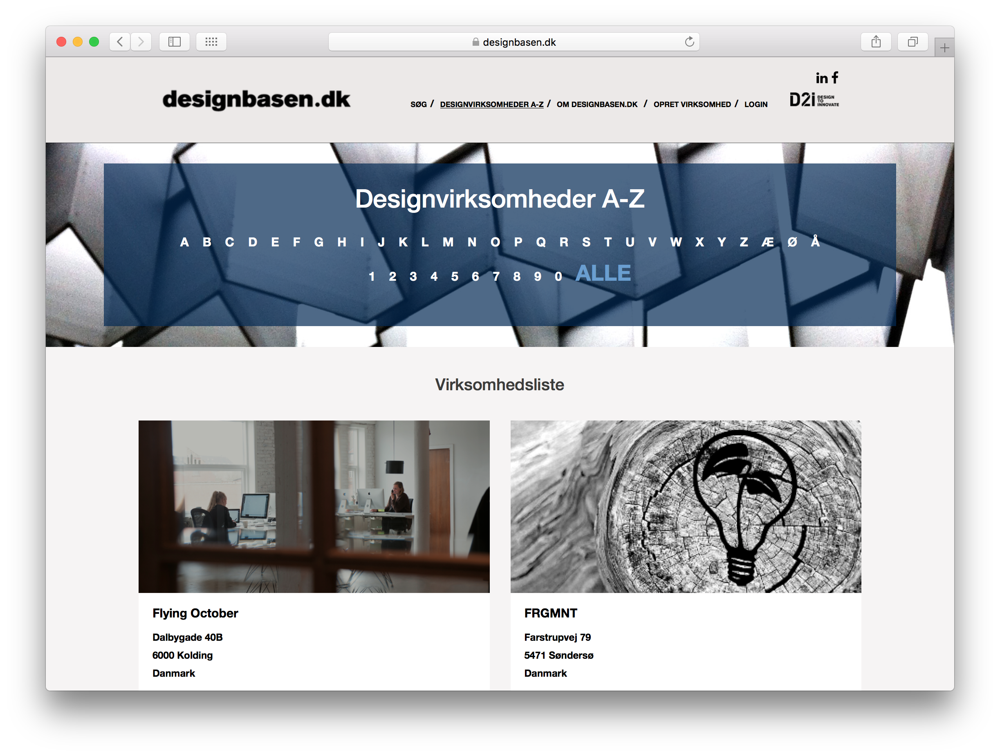 designbasen.dk
in f
designbasen.dk
SØG / DESIGNVIRKSOMHEDER A-Z / OM DESIGNBASEN.DK / OPRET VIRKSOMHED / LOGIN
D2i DESIGN TO INNOVATE
Designvirksomheder A-Z
A B C D E F G H I J K L M N O P Q R S T U V W X Y Z Æ Ø Å
1 2 3 4 5 6 7 8 9 0 ALLE
Virksomhedsliste
Flying October
Dalbygade 40B
6000 Kolding
Danmark
FRGMNT
Farstrupvej 79
5471 Søndersø
Danmark